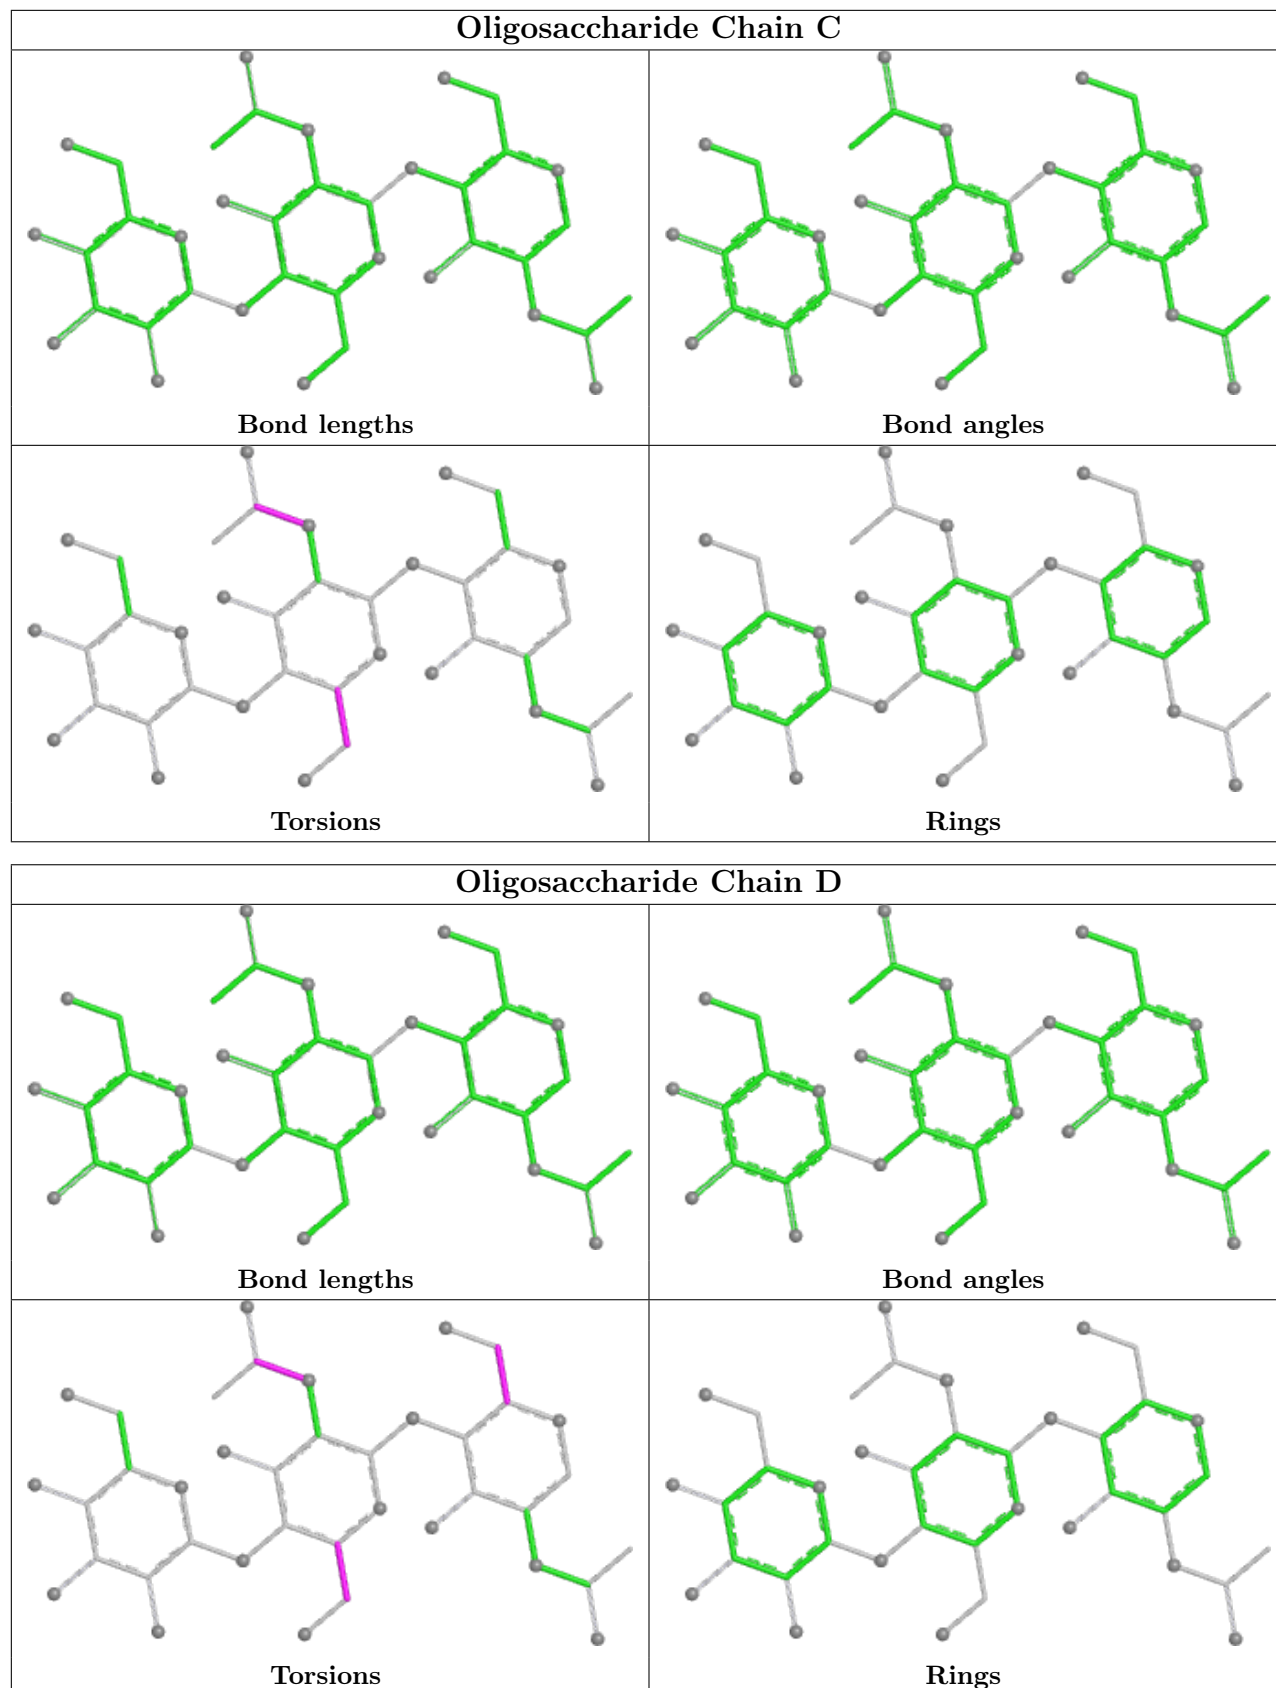 Oligosaccharide Chain C
Bond lengths
Bond angles
Torsions
Rings
Oligosaccharide Chain D
Bond lengths
Bond angles
Torsions
Rings